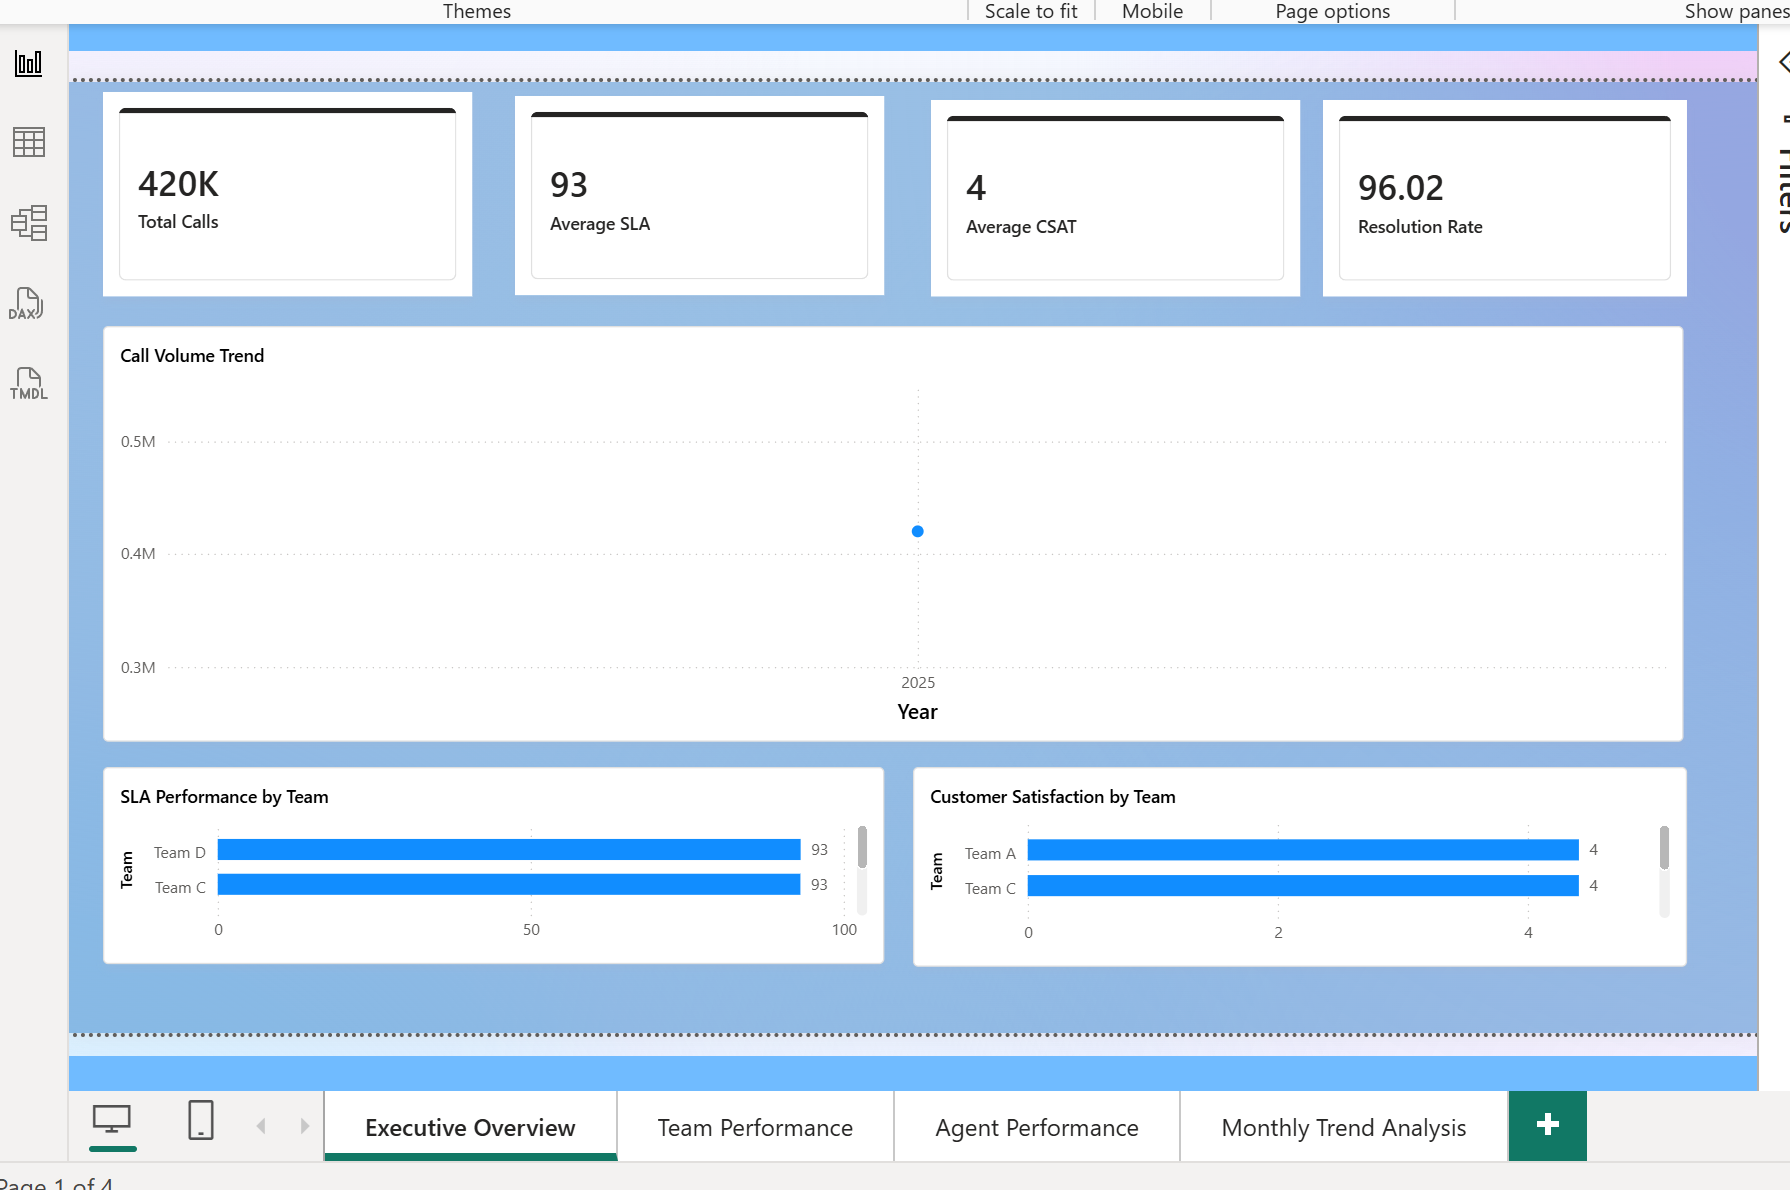 Themes
Scale to fit
Mobile
Page options
Show panes
Filters
DAX
TMDL
420K
Total Calls
93
Average SLA
4
Average CSAT
96.02
Resolution Rate
Call Volume Trend
0.5M
0.4M
0.3M
2025
Year
SLA Performance by Team
Team
Team D
93
Team C
93
0
50
100
Customer Satisfaction by Team
Team
Team A
4
Team C
4
0
2
4
Executive Overview
Team Performance
Agent Performance
Monthly Trend Analysis
Page 1 of 4